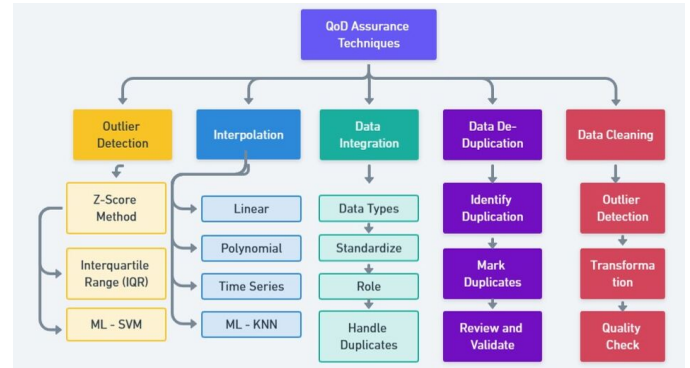 QoD Assurance
Techniques
Outlier
Detection
Interpolation
Data
Integration
Data De-
Duplication
Data Cleaning
Z-Score
Method
Interquartile
Range (IQR)
ML - SVM
Linear
Polynomial
Time Series
ML - KNN
Data Types
Standardize
Role
Handle
Duplicates
Identify
Duplication
Mark
Duplicates
Review and
Validate
Outlier
Detection
Transforma
tion
Quality
Check